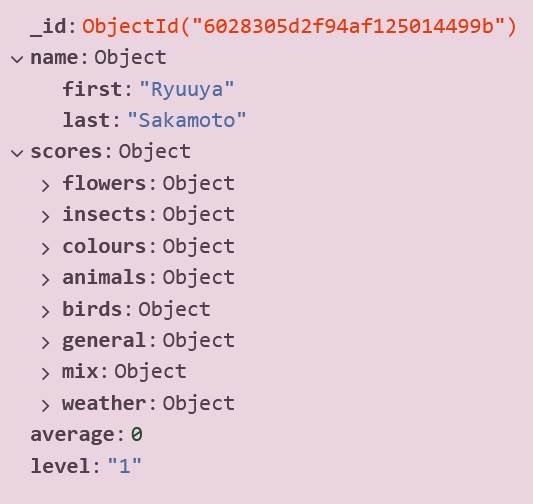 _id: ObjectId("6028305d2f94af125014499b")
name: Object
first: "Ryuuya"
last: "Sakamoto"
scores: Object
flowers: Object
insects: Object
colours: Object
animals: Object
birds: Object
general: Object
mix: Object
weather: Object
average: 0
level: "1"